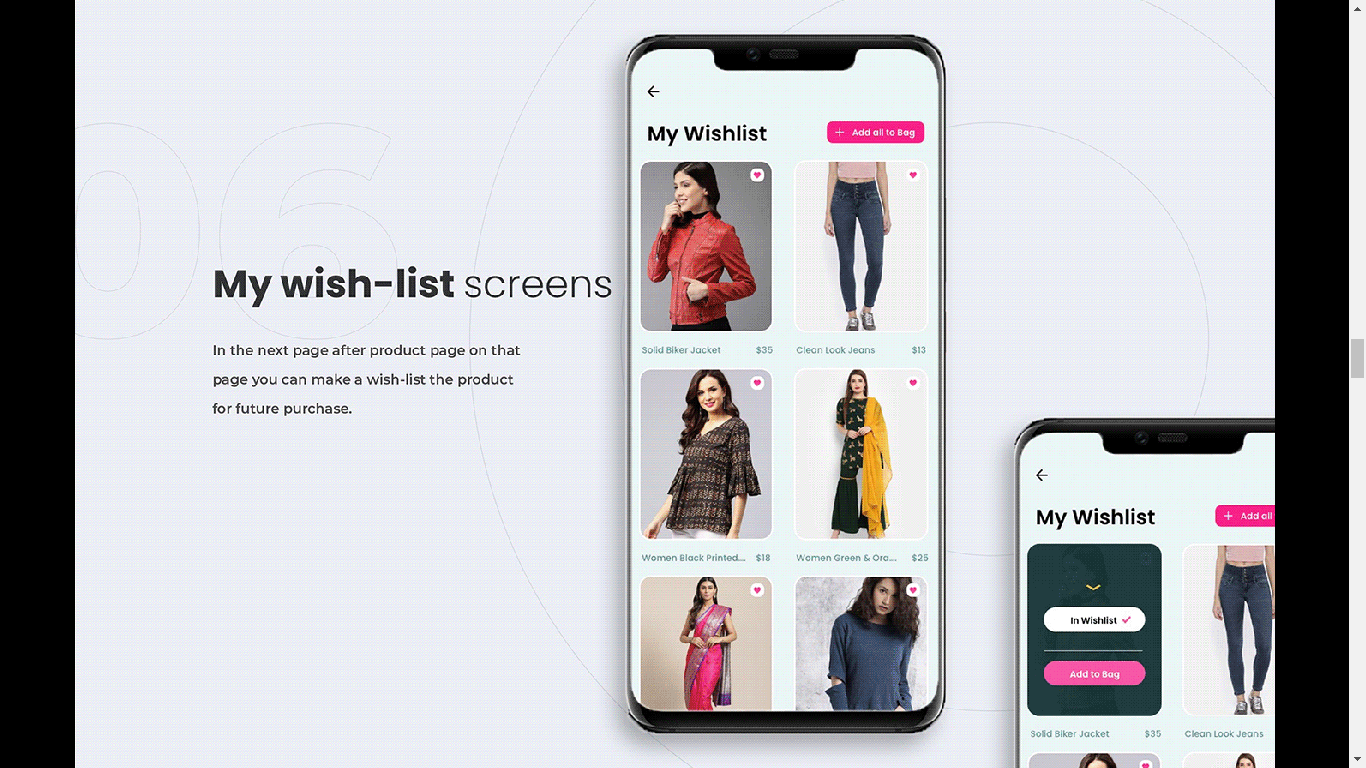 06
My wish-list screens
In the next page after product page on that
page you can make a wish-list the product
for future purchase.
My Wishlist
+ Add all to Bag
Solid Biker Jacket $35
Clean Look Jeans $13
Women Black Printed... $18
Women Green & Ora... $25
My Wishlist
+ Add all
In Wishlist
Add to Bag
Solid Biker Jacket $35
Clean Look Jeans